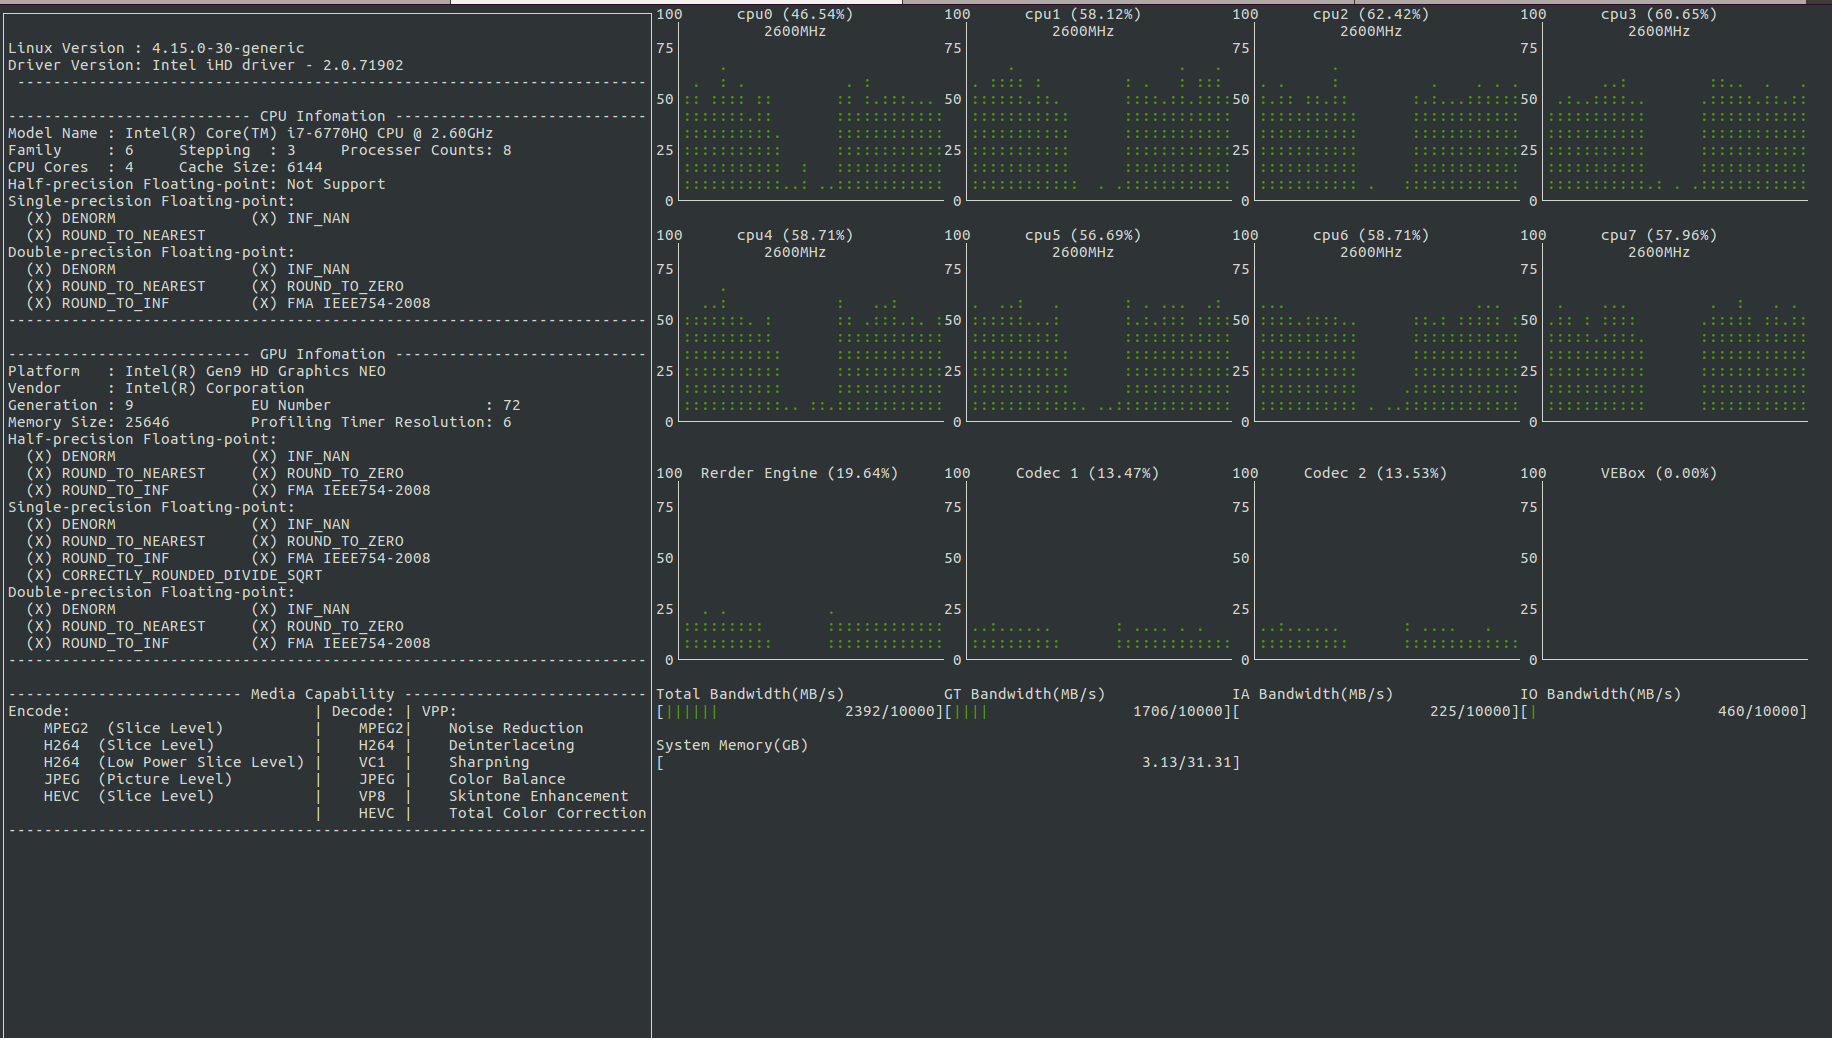 Linux Version : 4.15.0-30-generic
Driver Version: Intel iHD driver - 2.0.71902
-----------------------------------------------------------------------
--------------------------- CPU Infomation ----------------------------
Model Name : Intel(R) Core(TM) i7-6770HQ CPU @ 2.60GHz
Family     : 6     Stepping  : 3     Processer Counts: 8
CPU Cores  : 4     Cache Size: 6144
Half-precision Floating-point: Not Support
Single-precision Floating-point:
(X) DENORM               (X) INF_NAN
(X) ROUND_TO_NEAREST
Double-precision Floating-point:
(X) DENORM               (X) INF_NAN
(X) ROUND_TO_NEAREST     (X) ROUND_TO_ZERO
(X) ROUND_TO_INF         (X) FMA IEEE754-2008
-----------------------------------------------------------------------
--------------------------- GPU Infomation ----------------------------
Platform   : Intel(R) Gen9 HD Graphics NEO
Vendor     : Intel(R) Corporation
Generation : 9             EU Number                 : 72
Memory Size: 25646         Profiling Timer Resolution: 6
Half-precision Floating-point:
(X) DENORM               (X) INF_NAN
(X) ROUND_TO_NEAREST     (X) ROUND_TO_ZERO
(X) ROUND_TO_INF         (X) FMA IEEE754-2008
Single-precision Floating-point:
(X) DENORM               (X) INF_NAN
(X) ROUND_TO_NEAREST     (X) ROUND_TO_ZERO
(X) ROUND_TO_INF         (X) FMA IEEE754-2008
(X) CORRECTLY_ROUNDED_DIVIDE_SQRT
Double-precision Floating-point:
(X) DENORM               (X) INF_NAN
(X) ROUND_TO_NEAREST     (X) ROUND_TO_ZERO
(X) ROUND_TO_INF         (X) FMA IEEE754-2008
-----------------------------------------------------------------------
-------------------------- Media Capability ---------------------------
Encode:                           | Decode: | VPP:
MPEG2  (Slice Level)          |    MPEG2|    Noise Reduction
H264  (Slice Level)           |    H264 |    Deinterlaceing
H264  (Low Power Slice Level) |    VC1  |    Sharpning
JPEG  (Picture Level)         |    JPEG |    Color Balance
HEVC  (Slice Level)           |    VP8  |    Skintone Enhancement
|    HEVC |    Total Color Correction
-----------------------------------------------------------------------
100 cpu0 (46.54%) 100 cpu1 (58.12%) 100 cpu2 (62.42%) 100 cpu3 (60.65%)
2600MHz 2600MHz 2600MHz 2600MHz
75 75 75 75
50 50 50 50
25 25 25 25
0 0 0 0
100 cpu4 (58.71%) 100 cpu5 (56.69%) 100 cpu6 (58.71%) 100 cpu7 (57.96%)
2600MHz 2600MHz 2600MHz 2600MHz
75 75 75 75
50 50 50 50
25 25 25 25
0 0 0 0
100 Rerder Engine (19.64%) 100 Codec 1 (13.47%) 100 Codec 2 (13.53%) 100 VEBox (0.00%)
75 75 75 75
50 50 50 50
25 25 25 25
0 0 0 0
Total Bandwidth(MB/s) GT Bandwidth(MB/s) IA Bandwidth(MB/s) IO Bandwidth(MB/s)
[|||||| 2392/10000][|||| 1706/10000][ 225/10000][| 460/10000]
System Memory(GB)
[ 3.13/31.31]